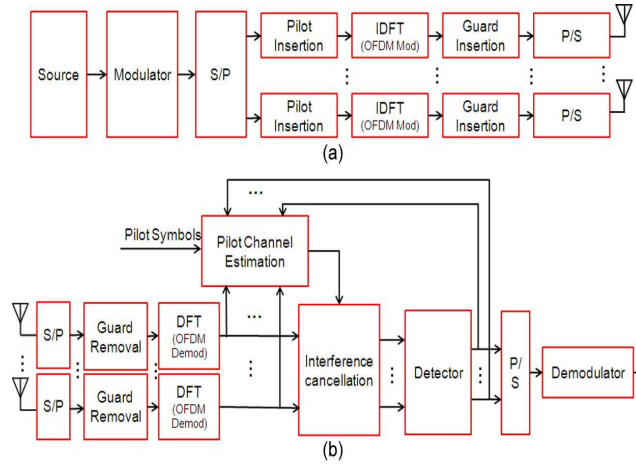 Source
Modulator
S/P
Pilot
Insertion
IDFT
(OFDM Mod)
Guard
Insertion
P/S
Pilot
Insertion
IDFT
(OFDM Mod)
Guard
Insertion
P/S
(a)
Pilot Symbols
Pilot Channel
Estimation
S/P
Guard
Removal
DFT
(OFDM
Demod)
S/P
Guard
Removal
DFT
(OFDM
Demod)
Interference
cancellation
Detector
P/
S
Demodulator
(b)